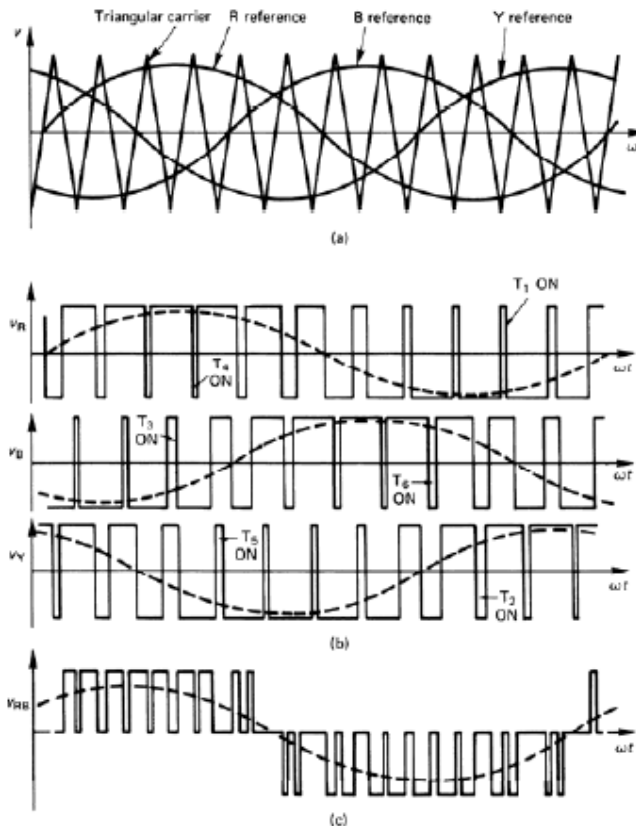 Triangular carrier R reference B reference Y reference
v
ω
(a)
T1 ON
vR
T4
ON
ωt
T3
ON
vB
T6
ON
ωt
T5
ON
vY
T2
ON
ωt
(b)
vRB
ωt
(c)